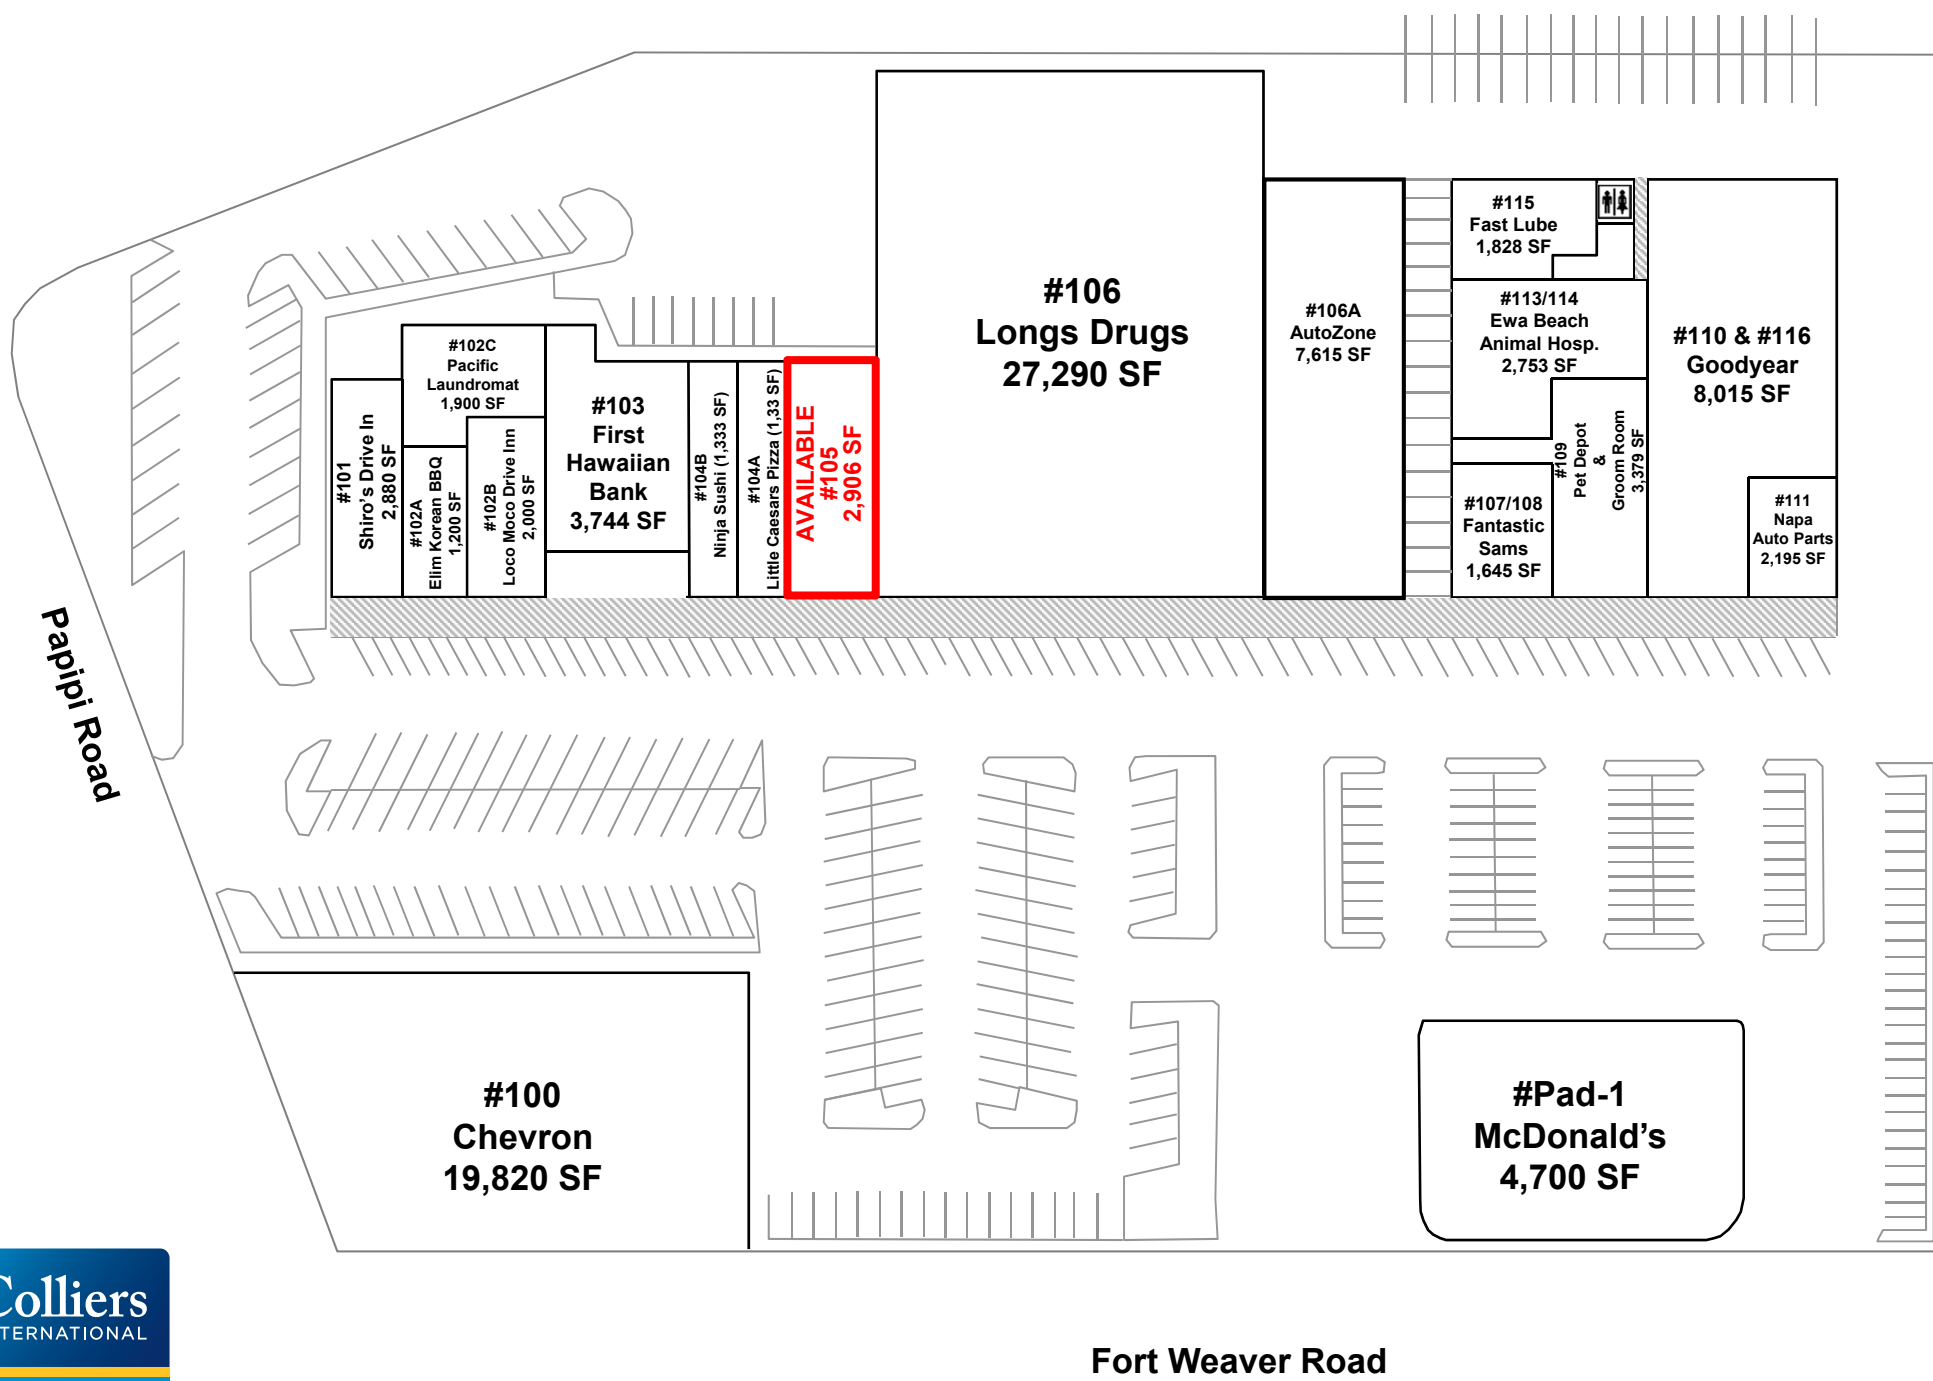 #101
Shiro's Drive In
2,880 SF
#102C
Pacific
Laundromat
1,900 SF
#102A
Elim Korean BBQ
1,200 SF
#102B
Loco Moco Drive Inn
2,000 SF
#103
First
Hawaiian
Bank
3,744 SF
#104B
Ninja Sushi (1,333 SF)
#104A
Little Caesars Pizza (1,33 SF)
AVAILABLE
#105
2,906 SF
#106
Longs Drugs
27,290 SF
#106A
AutoZone
7,615 SF
#115
Fast Lube
1,828 SF
#113/114
Ewa Beach
Animal Hosp.
2,753 SF
#109
Pet Depot
&
Groom Room
3,379 SF
#107/108
Fantastic
Sams
1,645 SF
#110 & #116
Goodyear
8,015 SF
#111
Napa
Auto Parts
2,195 SF
Papipi Road
#100
Chevron
19,820 SF
#Pad-1
McDonald’s
4,700 SF
Colliers
TERNATIONAL
Fort Weaver Road